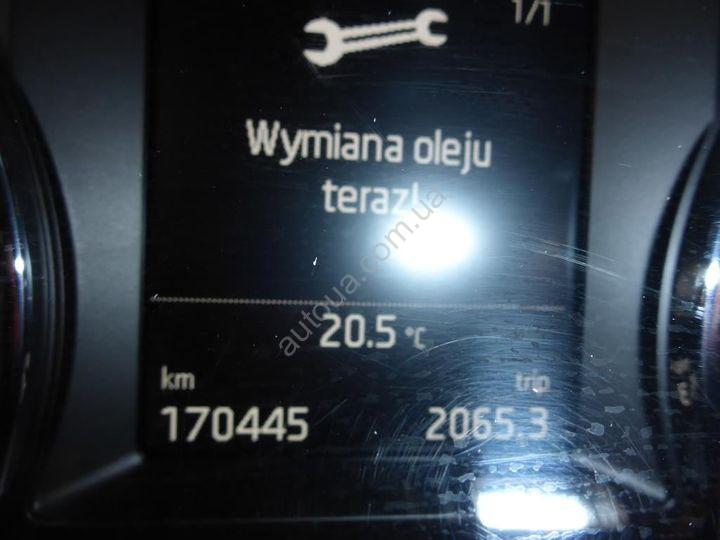 1/1
Wymiana oleju
teraz!
autoua.com.ua
20.5 °C
km trip
170445 2065.3